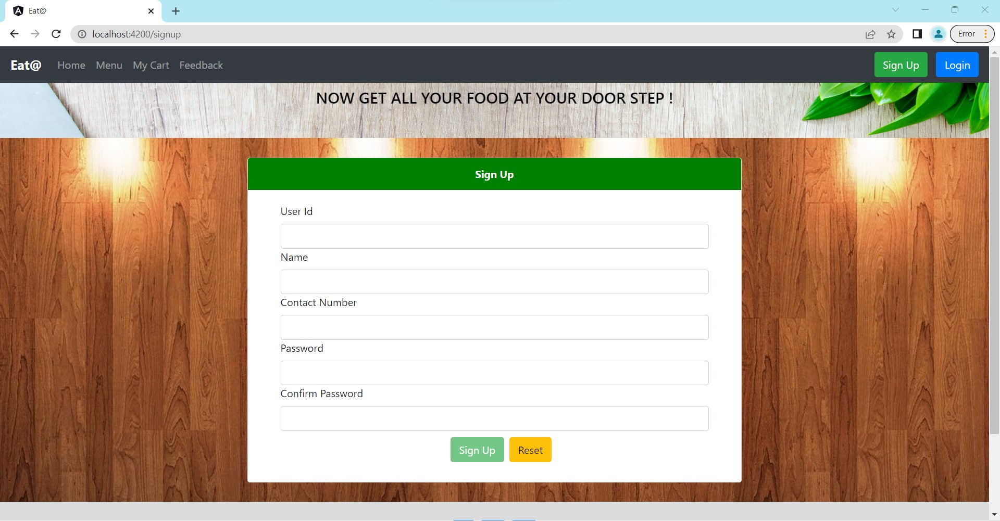 Eat@
localhost:4200/signup
Error
Eat@ Home Menu My Cart Feedback Sign Up Login
NOW GET ALL YOUR FOOD AT YOUR DOOR STEP !
Sign Up
User Id
Name
Contact Number
Password
Confirm Password
Sign Up Reset